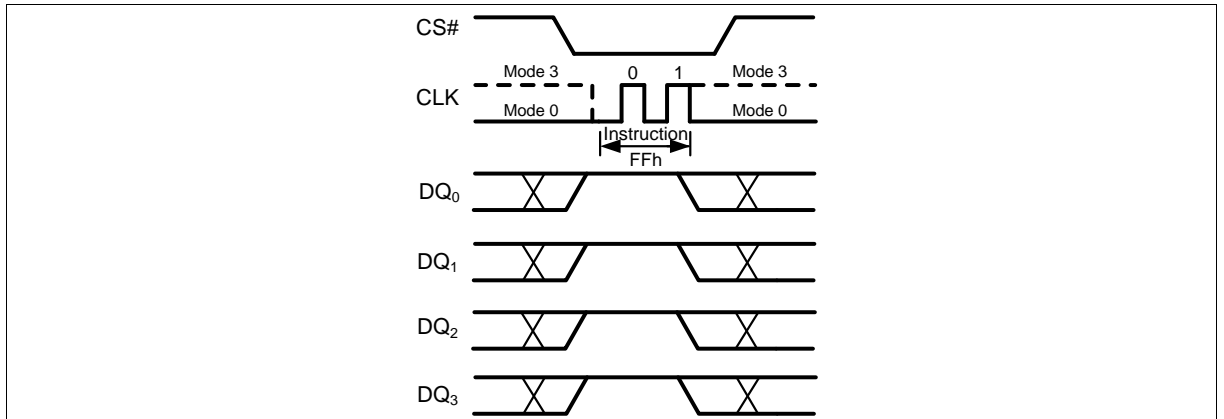 CS#
Mode 3 0 1 Mode 3
CLK
Mode 0 Mode 0
Instruction
FFh
DQ₀
DQ₁
DQ₂
DQ₃